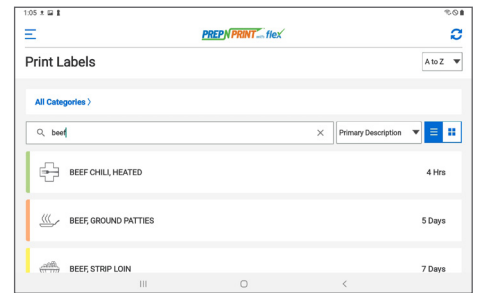 1:05
PREP N PRINT with flex
Print Labels
A to Z
All Categories
beef
Primary Description
BEEF CHILI, HEATED
4 Hrs
BEEF, GROUND PATTIES
5 Days
BEEF, STRIP LOIN
7 Days